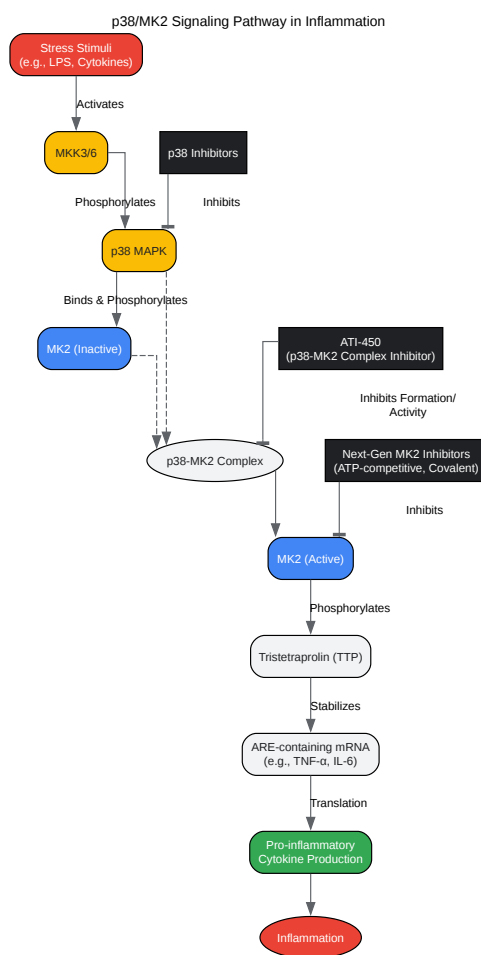 p38/MK2 Signaling Pathway in Inflammation
Stress Stimuli
(e.g., LPS, Cytokines)
Activates
MKK3/6
p38 Inhibitors
Phosphorylates
Inhibits
p38 MAPK
Binds & Phosphorylates
MK2 (Inactive)
ATI-450
(p38-MK2 Complex Inhibitor)
Inhibits Formation/
Activity
p38-MK2 Complex
Next-Gen MK2 Inhibitors
(ATP-competitive, Covalent)
Inhibits
MK2 (Active)
Phosphorylates
Tristetraprolin (TTP)
Stabilizes
ARE-containing mRNA
(e.g., TNF-α, IL-6)
Translation
Pro-inflammatory
Cytokine Production
Inflammation